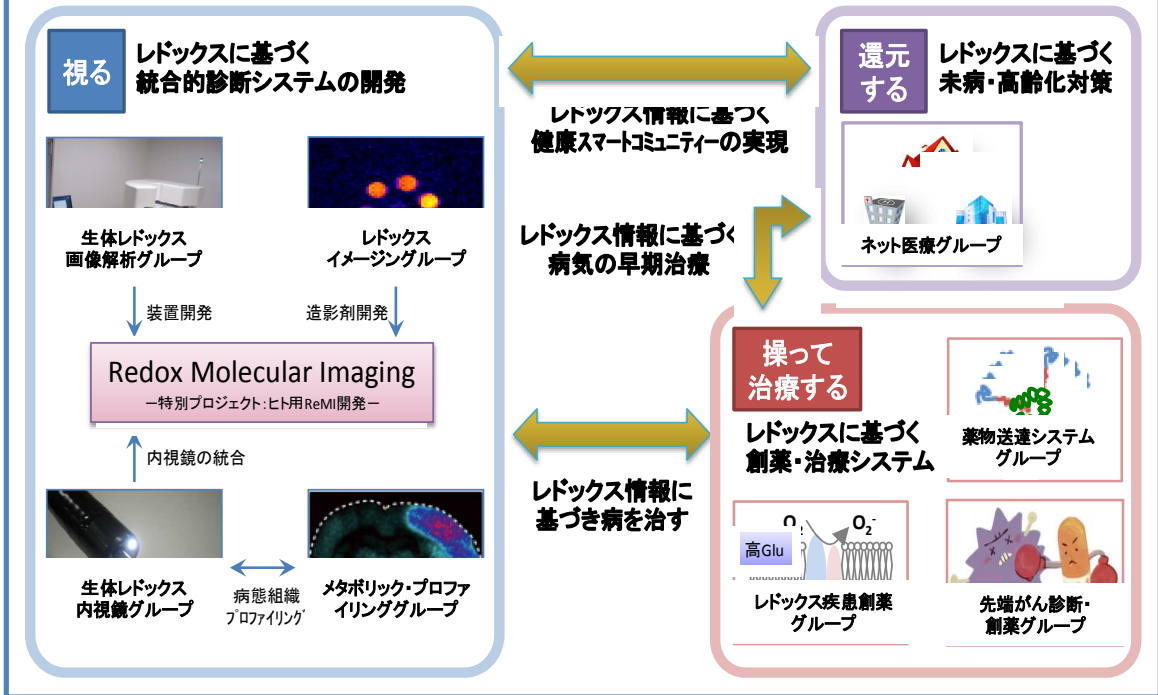 視る
レドックスに基づく
統合的診断システムの開発
生体レドックス
画像解析グループ
レドックス
イメージングループ
装置開発
造影剤開発
Redox Molecular Imaging
－特別プロジェクト：ヒト用ReMI開発－
内視鏡の統合
生体レドックス
内視鏡グループ
病態組織
プロファイリング
メタボリック・プロファ
イリンググループ
レドックス情報に基づく
健康スマートコミュニティーの実現
レドックス情報に基づく
病気の早期治療
レドックス情報に
基づき病を治す
還元
する
レドックスに基づく
未病・高齢化対策
ネット医療グループ
操って
治療する
レドックスに基づく
創薬・治療システム
薬物送達システム
グループ
O₂
O₂⁻
高Glu
レドックス疾患創薬
グループ
先端がん診断・
創薬グループ